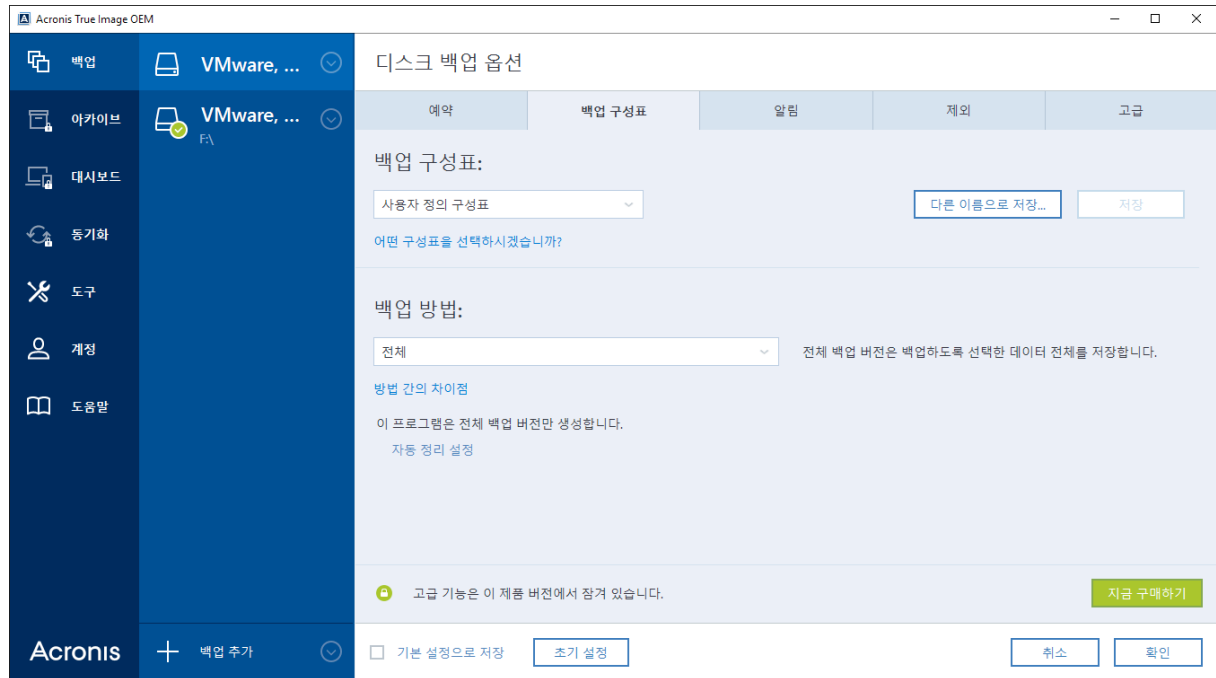 Acronis True Image OEM
백업
아카이브
대시보드
동기화
도구
계정
도움말
Acronis
VMware, ...
VMware, ...
F:\
백업 추가
디스크 백업 옵션
예약
백업 구성표
알림
제외
고급
백업 구성표:
사용자 정의 구성표
다른 이름으로 저장...
저장
어떤 구성표을 선택하시겠습니까?
백업 방법:
전체
전체 백업 버전은 백업하도록 선택한 데이터 전체를 저장합니다.
방법 간의 차이점
이 프로그램은 전체 백업 버전만 생성합니다.
자동 정리 설정
고급 기능은 이 제품 버전에서 잠겨 있습니다.
지금 구매하기
기본 설정으로 저장
초기 설정
취소
확인